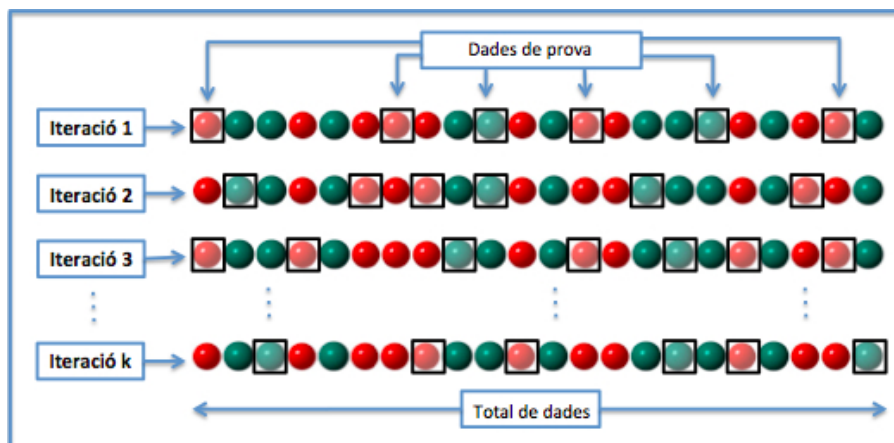 Dades de prova
Iteració 1
Iteració 2
Iteració 3
Iteració k
Total de dades